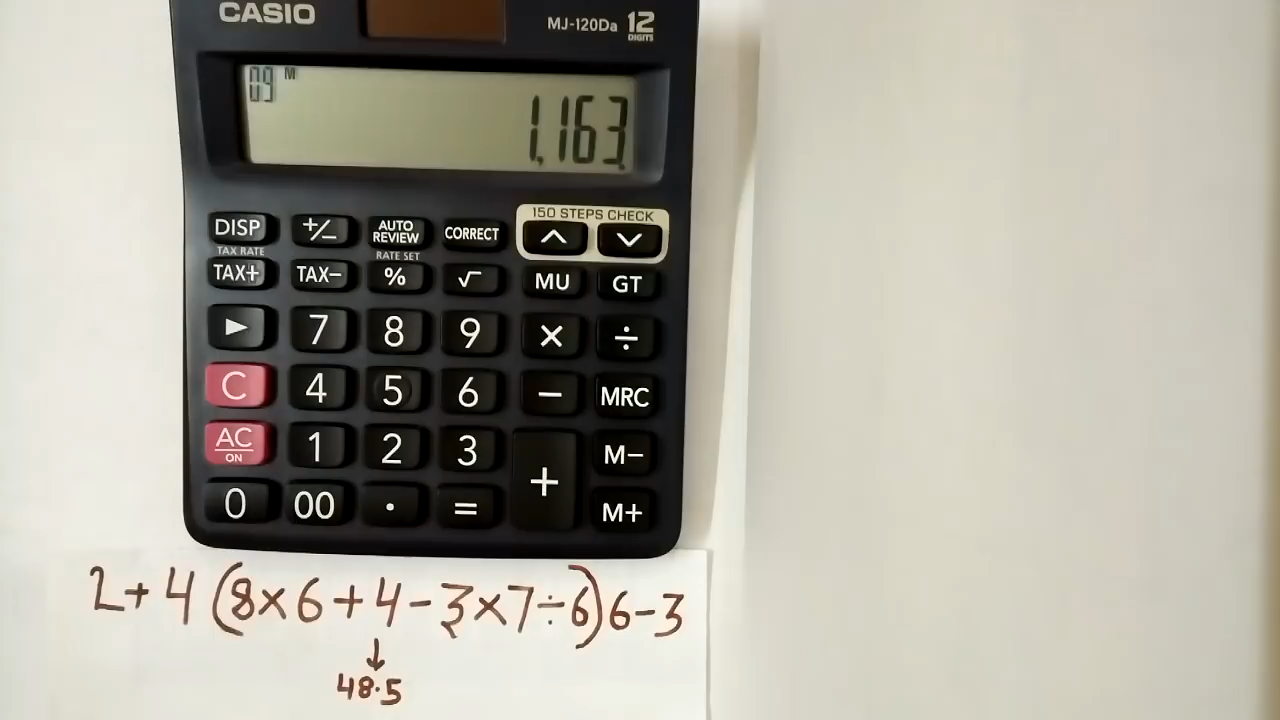 CASIO MJ-120Da 12 DIGITS
09 M
1,163.
150 STEPS CHECK
DISP +/− AUTO REVIEW CORRECT ∧ ∨
TAX RATE RATE SET
TAX+ TAX− % √ MU GT
▶ 7 8 9 × ÷
C 4 5 6 − MRC
AC ON 1 2 3 + M−
0 00 · = M+
2+4(8×6+4−3×7÷6)6−3
↓
48.5